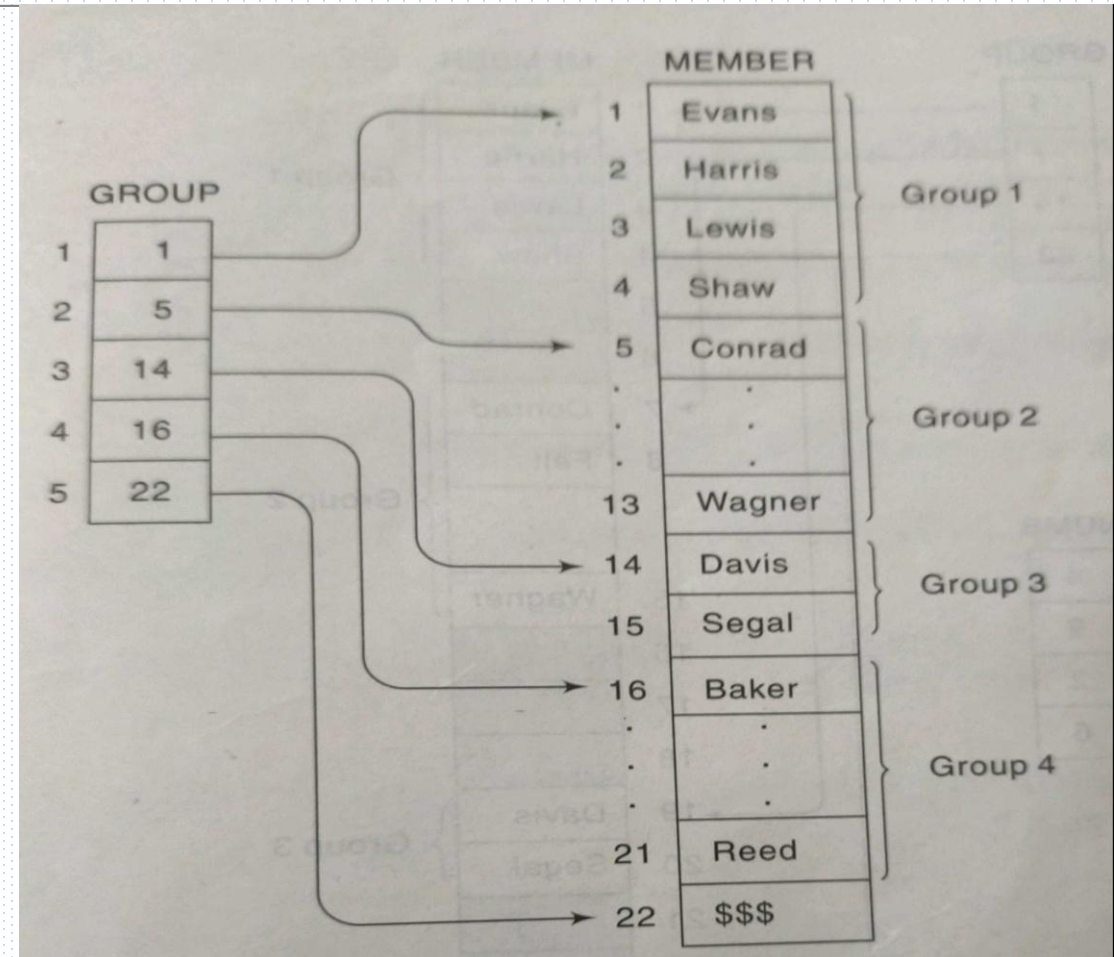 MEMBER
1 Evans
2 Harris
Group 1
GROUP
3 Lewis
1 1
4 Shaw
2 5
5 Conrad
3 14
Group 2
4 16
5 22
13 Wagner
14 Davis
Group 3
15 Segal
16 Baker
Group 4
21 Reed
22 $$$